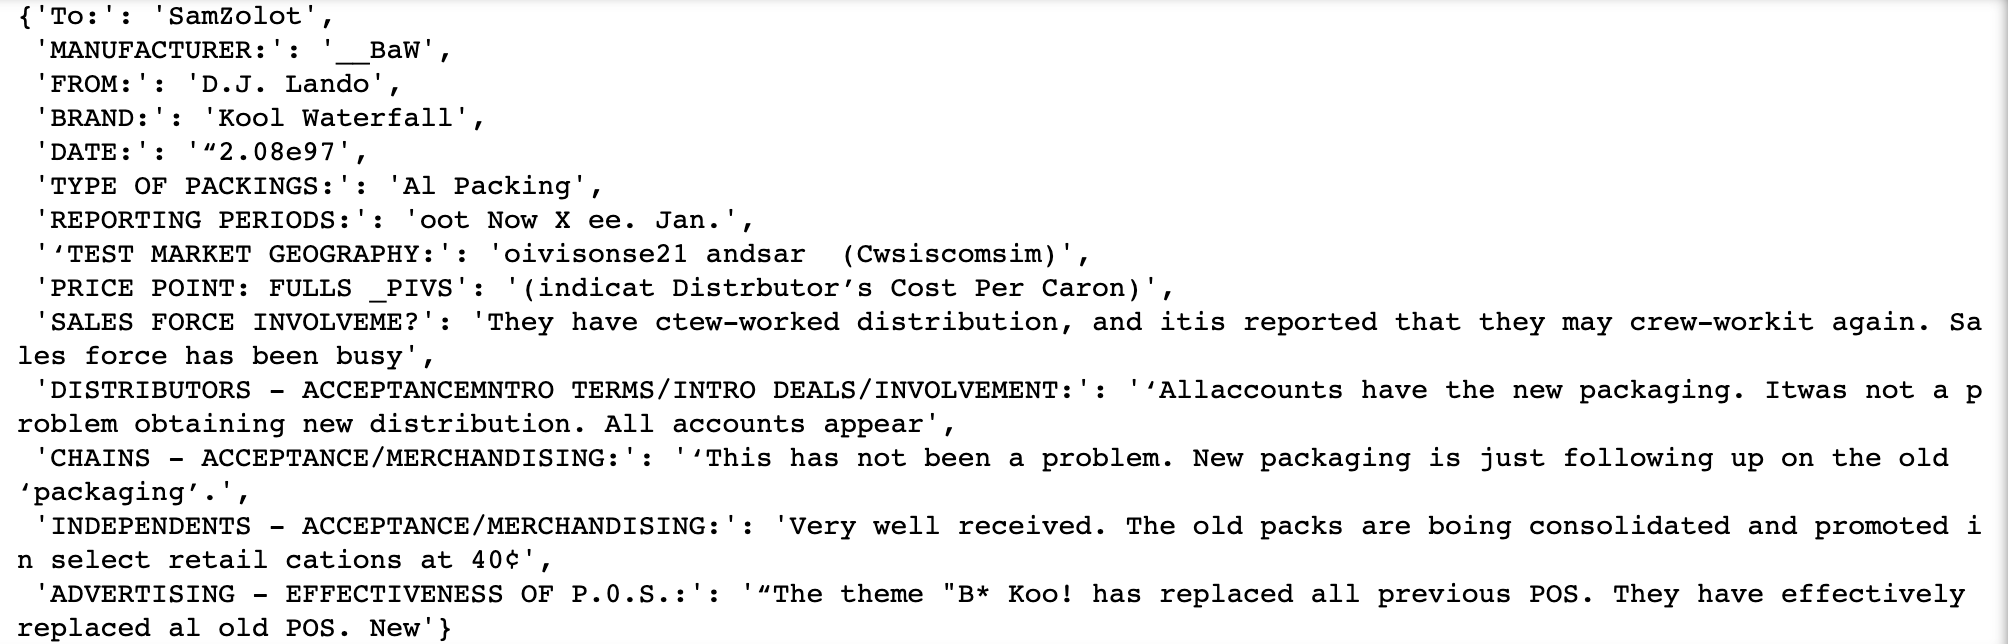 {'To:': 'SamZolot',
'MANUFACTURER:': '__BaW',
'FROM:': 'D.J. Lando',
'BRAND:': 'Kool Waterfall',
'DATE:': '“2.08e97',
'TYPE OF PACKINGS:': 'Al Packing',
'REPORTING PERIODS:': 'oot Now X ee. Jan.',
'‘TEST MARKET GEOGRAPHY:': 'oivisonse21 andsar  (Cwsiscomsim)',
'PRICE POINT: FULLS _PIVS': '(indicat Distrbutor’s Cost Per Caron)',
'SALES FORCE INVOLVEME?': 'They have ctew-worked distribution, and itis reported that they may crew-workit again. Sa
les force has been busy',
'DISTRIBUTORS - ACCEPTANCEMNTRO TERMS/INTRO DEALS/INVOLVEMENT:': '‘Allaccounts have the new packaging. Itwas not a p
roblem obtaining new distribution. All accounts appear',
'CHAINS - ACCEPTANCE/MERCHANDISING:': '‘This has not been a problem. New packaging is just following up on the old
‘packaging’.',
'INDEPENDENTS - ACCEPTANCE/MERCHANDISING:': 'Very well received. The old packs are being consolidated and promoted i
n select retail cations at 40¢',
'ADVERTISING - EFFECTIVENESS OF P.0.S.:': '“The theme "B* Koo! has replaced all previous POS. They have effectively
replaced al old POS. New'}